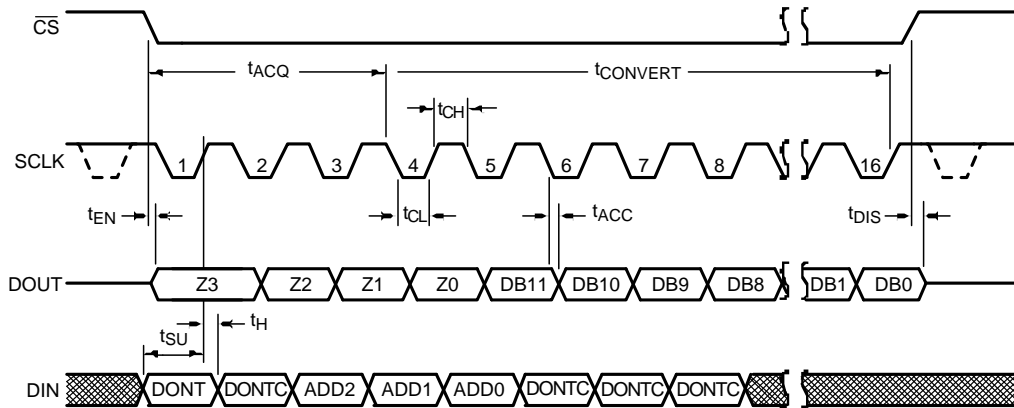 CS
tACQ
tCONVERT
tCH
SCLK
1 2 3 4 5 6 7 8 16
tEN
tCL
tACC
tDIS
DOUT
Z3 Z2 Z1 Z0 DB11 DB10 DB9 DB8 DB1 DB0
tSU
tH
DIN
DONT DONTC ADD2 ADD1 ADD0 DONTC DONTC DONTC